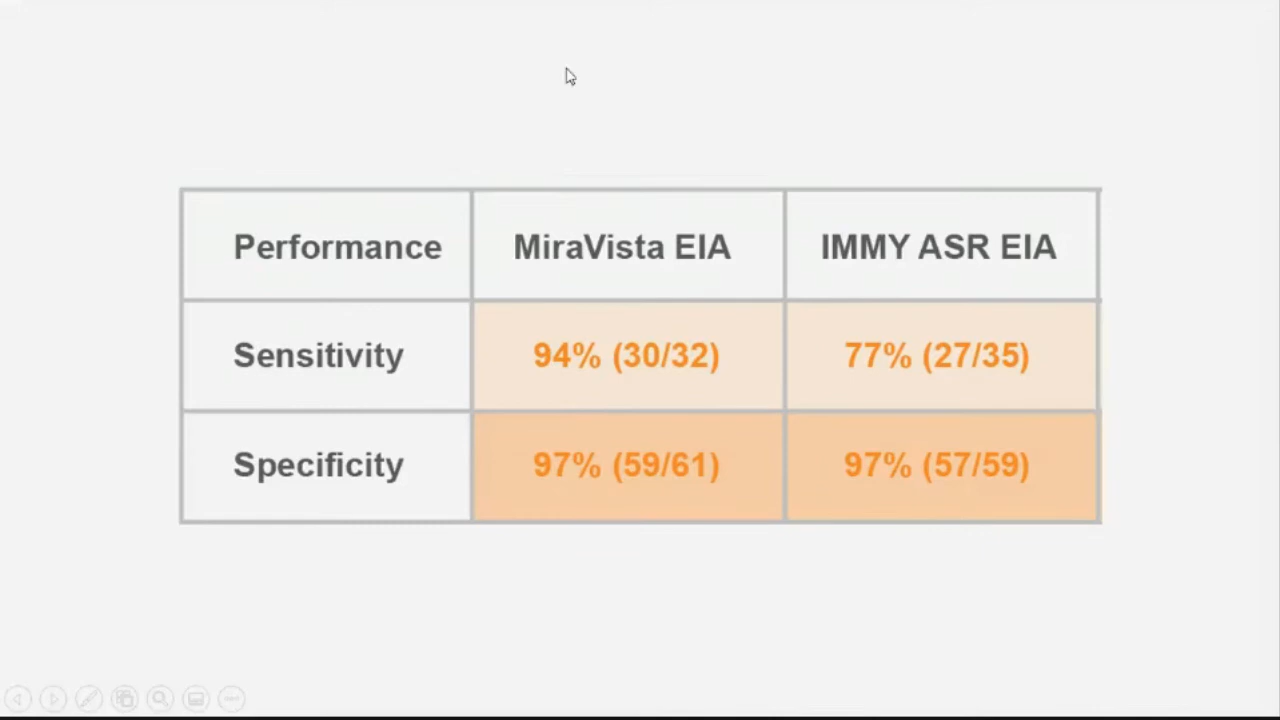 Performance MiraVista EIA IMMY ASR EIA
Sensitivity 94% (30/32) 77% (27/35)
Specificity 97% (59/61) 97% (57/59)